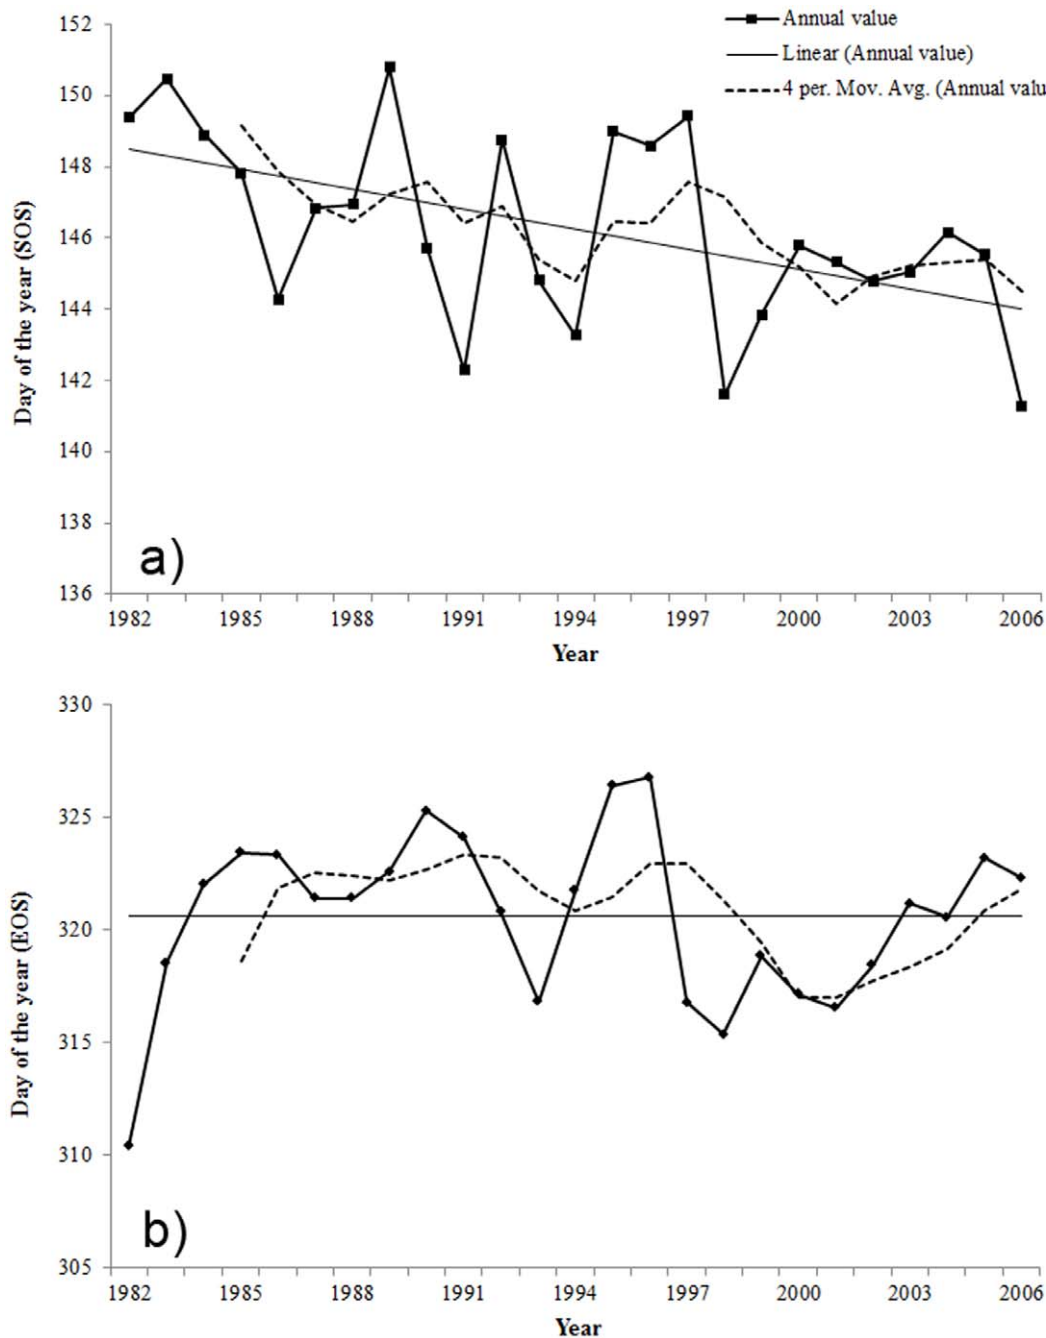 Annual value
Linear (Annual value)
4 per. Mov. Avg. (Annual valu
152
150
148
146
144
142
140
138
136
Day of the year (SOS)
a)
1982 1985 1988 1991 1994 1997 2000 2003 2006
Year
330
325
320
315
310
305
Day of the year (EOS)
b)
1982 1985 1988 1991 1994 1997 2000 2003 2006
Year